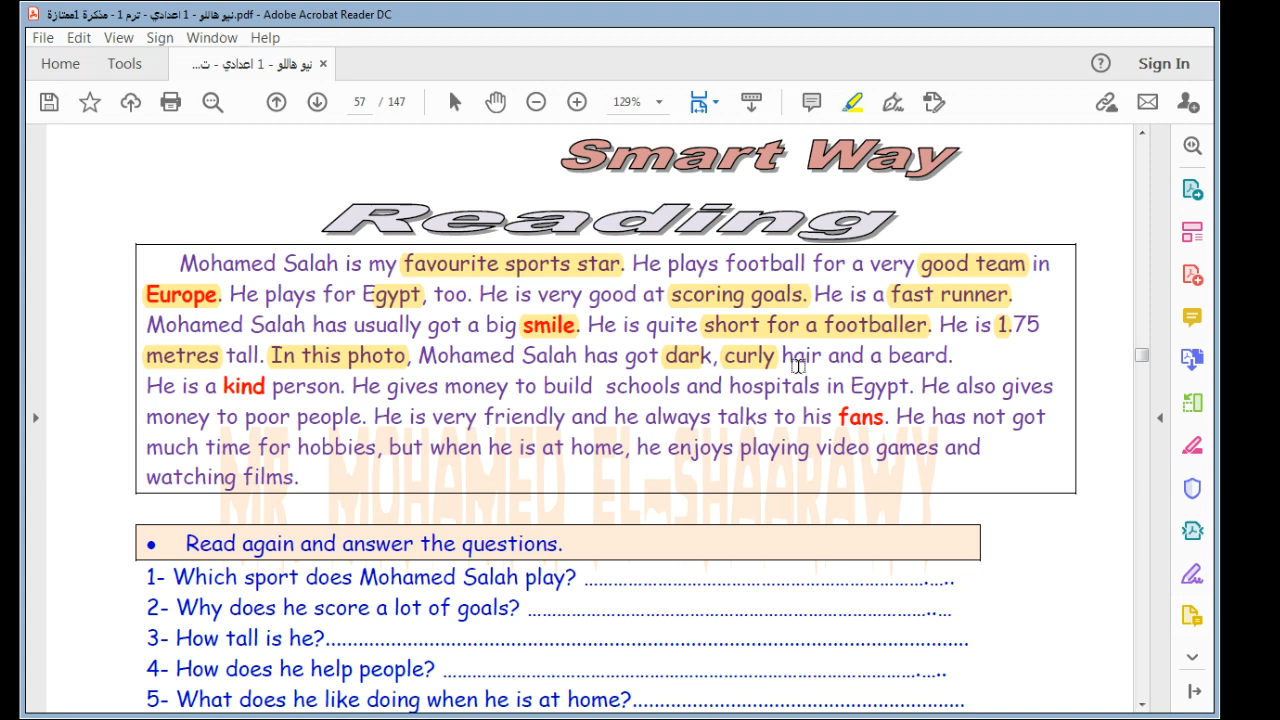 نيو هاللو - 1 اعدادي - ترم 1 - مذكرة 1ممتازة.pdf - Adobe Acrobat Reader DC
File Edit View Sign Window Help
Home Tools نيو هاللو - 1 اعدادي - ت... × Sign In
57 / 147 129%
Smart Way
Reading
Mohamed Salah is my favourite sports star. He plays football for a very good team in
Europe. He plays for Egypt, too. He is very good at scoring goals. He is a fast runner.
Mohamed Salah has usually got a big smile. He is quite short for a footballer. He is 1.75
metres tall. In this photo, Mohamed Salah has got dark, curly hair and a beard.
He is a kind person. He gives money to build schools and hospitals in Egypt. He also gives
money to poor people. He is very friendly and he always talks to his fans. He has not got
much time for hobbies, but when he is at home, he enjoys playing video games and
watching films.
MR MOHAMED EL-SHAARAWY
• Read again and answer the questions.
1- Which sport does Mohamed Salah play? ..............................
2- Why does he score a lot of goals? ..............................
3- How tall is he?..............................
4- How does he help people? ..............................
5- What does he like doing when he is at home?..............................